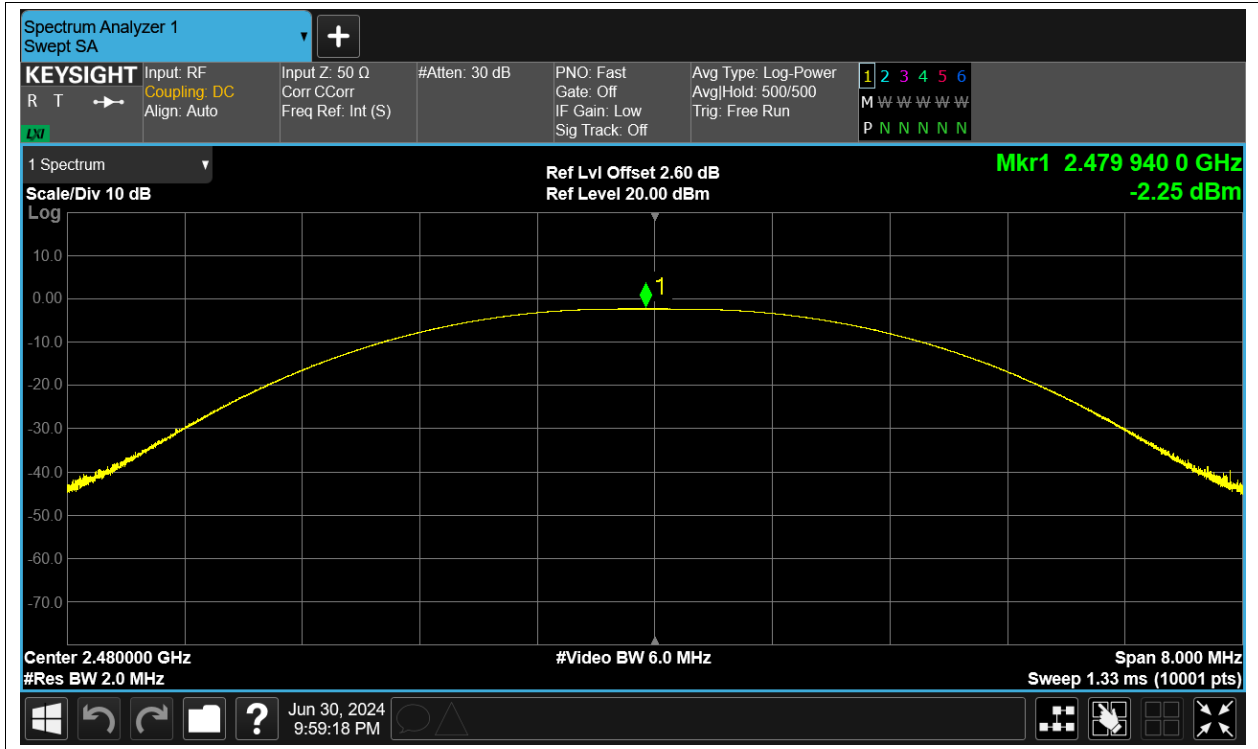 Spectrum Analyzer 1
Swept SA
+
KEYSIGHT
R T
LXI
Input: RF
Coupling: DC
Align: Auto
Input Z: 50 Ω
Corr CCorr
Freq Ref: Int (S)
#Atten: 30 dB
PNO: Fast
Gate: Off
IF Gain: Low
Sig Track: Off
Avg Type: Log-Power
Avg|Hold: 500/500
Trig: Free Run
1 2 3 4 5 6
M W W W W W W
P N N N N N N
1 Spectrum
Scale/Div 10 dB
Log
Ref Lvl Offset 2.60 dB
Ref Level 20.00 dBm
Mkr1 2.479 940 0 GHz
-2.25 dBm
10.0
0.00
-10.0
-20.0
-30.0
-40.0
-50.0
-60.0
-70.0
1
Center 2.480000 GHz
#Res BW 2.0 MHz
#Video BW 6.0 MHz
Span 8.000 MHz
Sweep 1.33 ms (10001 pts)
?
Jun 30, 2024
9:59:18 PM